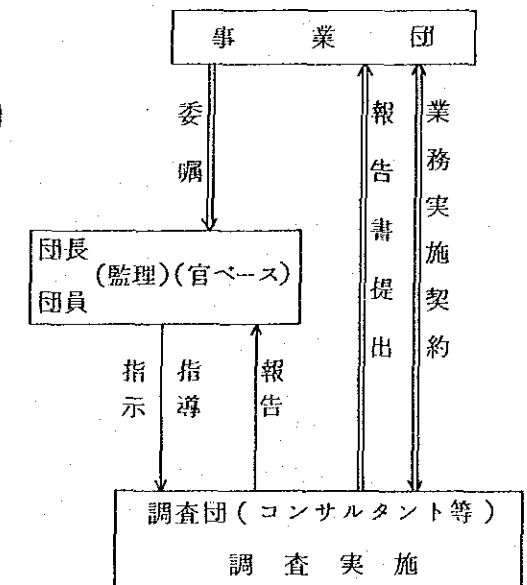 事業団
委嘱
報告書提出
業務実施契約
団長
(監理)(官ベース)
団員
指示
指導
報告
調査団(コンサルタント等)
調査実施